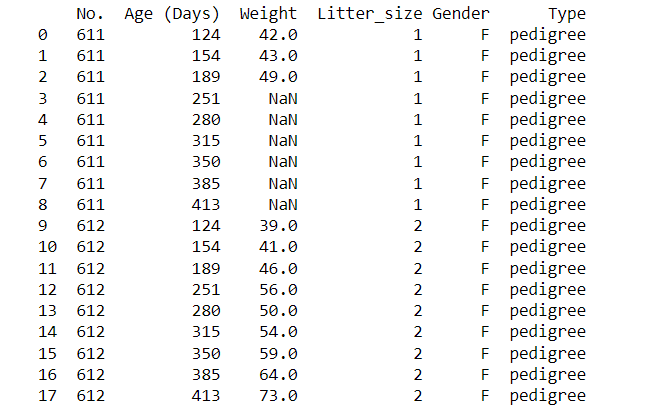 No. Age (Days) Weight Litter_size Gender Type
0 611 124 42.0 1 F pedigree
1 611 154 43.0 1 F pedigree
2 611 189 49.0 1 F pedigree
3 611 251 NaN 1 F pedigree
4 611 280 NaN 1 F pedigree
5 611 315 NaN 1 F pedigree
6 611 350 NaN 1 F pedigree
7 611 385 NaN 1 F pedigree
8 611 413 NaN 1 F pedigree
9 612 124 39.0 2 F pedigree
10 612 154 41.0 2 F pedigree
11 612 189 46.0 2 F pedigree
12 612 251 56.0 2 F pedigree
13 612 280 50.0 2 F pedigree
14 612 315 54.0 2 F pedigree
15 612 350 59.0 2 F pedigree
16 612 385 64.0 2 F pedigree
17 612 413 73.0 2 F pedigree